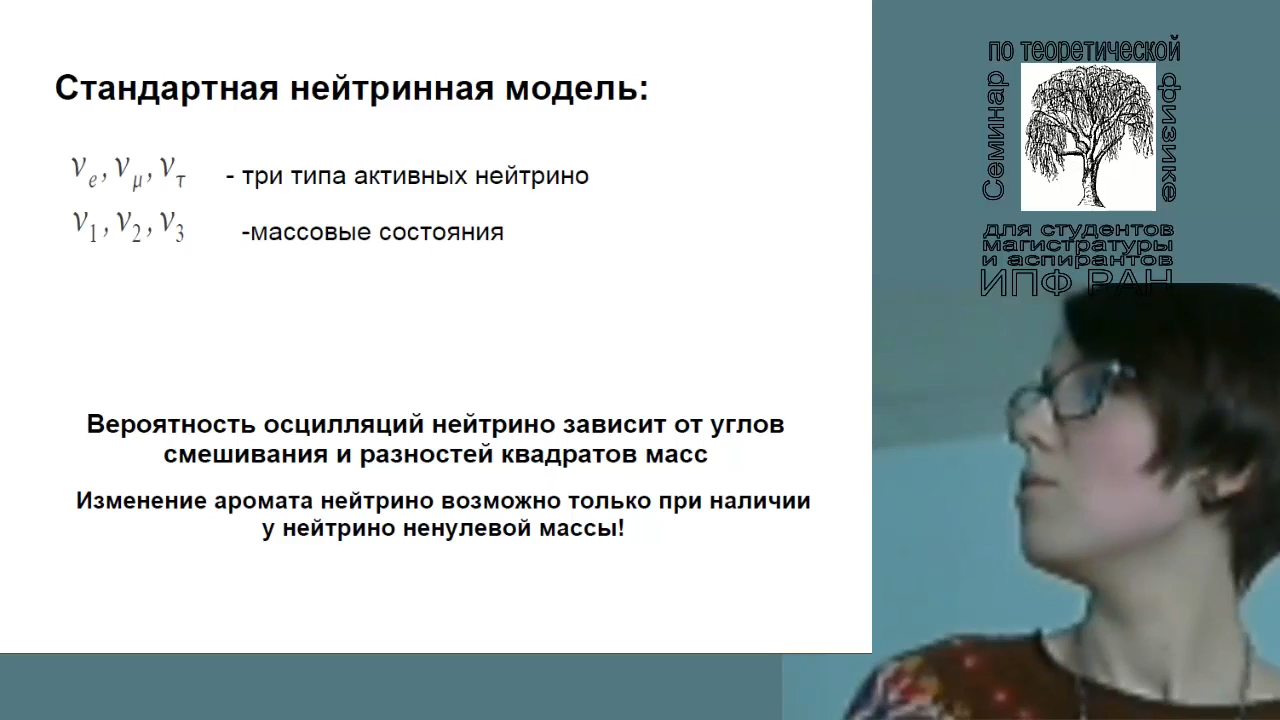 Стандартная нейтринная модель:
νe, νμ, ντ - три типа активных нейтрино
ν1, ν2, ν3 -массовые состояния
Вероятность осцилляций нейтрино зависит от углов
смешивания и разностей квадратов масс
Изменение аромата нейтрино возможно только при наличии
у нейтрино ненулевой массы!
Семинар
по теоретической
физике
для студентов
магистратуры
и аспирантов
ИПФ РАН